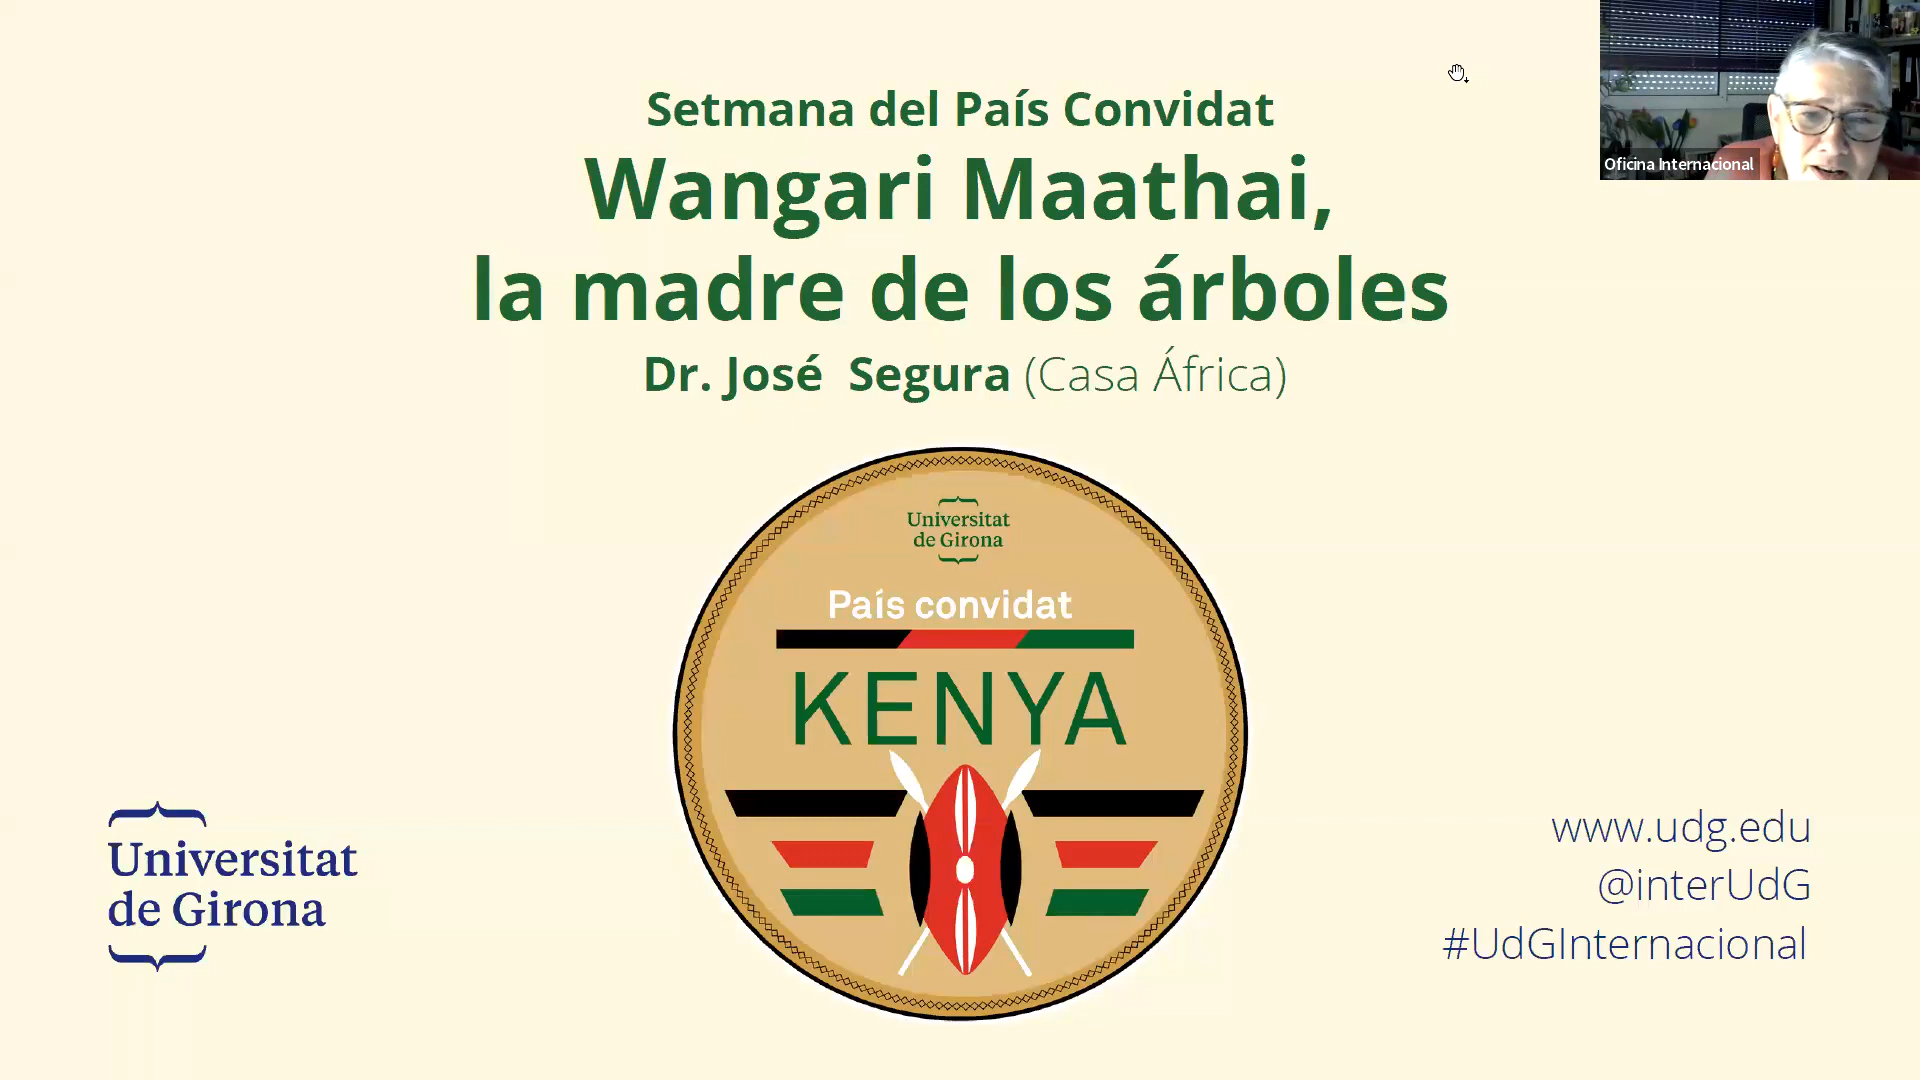 Setmana del País Convidat
Wangari Maathai,
la madre de los árboles
Dr. José  Segura (Casa África)
Oficina Internacional
Universitat
de Girona
País convidat
KENYA
Universitat
de Girona
www.udg.edu
@interUdG
#UdGInternacional